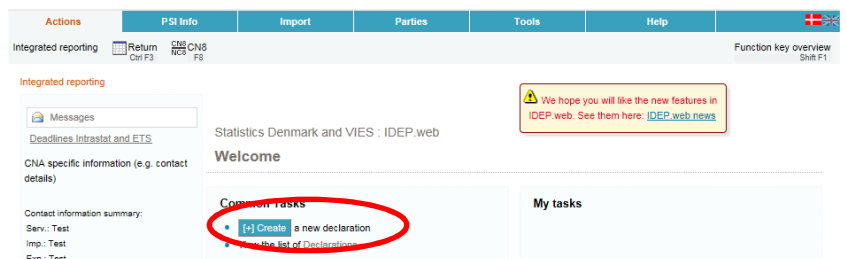 Actions PSI Info Import Parties Tools Help
Integrated reporting Return CN8 CN8 Function key overview
Ctrl F3 NC8 F8 Shift F1
Integrated reporting
Messages
Deadlines Intrastat and ETS
CNA specific information (e.g. contact
details)
Contact information summary:
Serv.: Test
Imp.: Test
Exp.: Test
We hope you will like the new features in
IDEP.web. See them here: IDEP.web news
Statistics Denmark and VIES : IDEP.web
Welcome
Common Tasks
[+] Create a new declaration
View the list of Declarations
My tasks